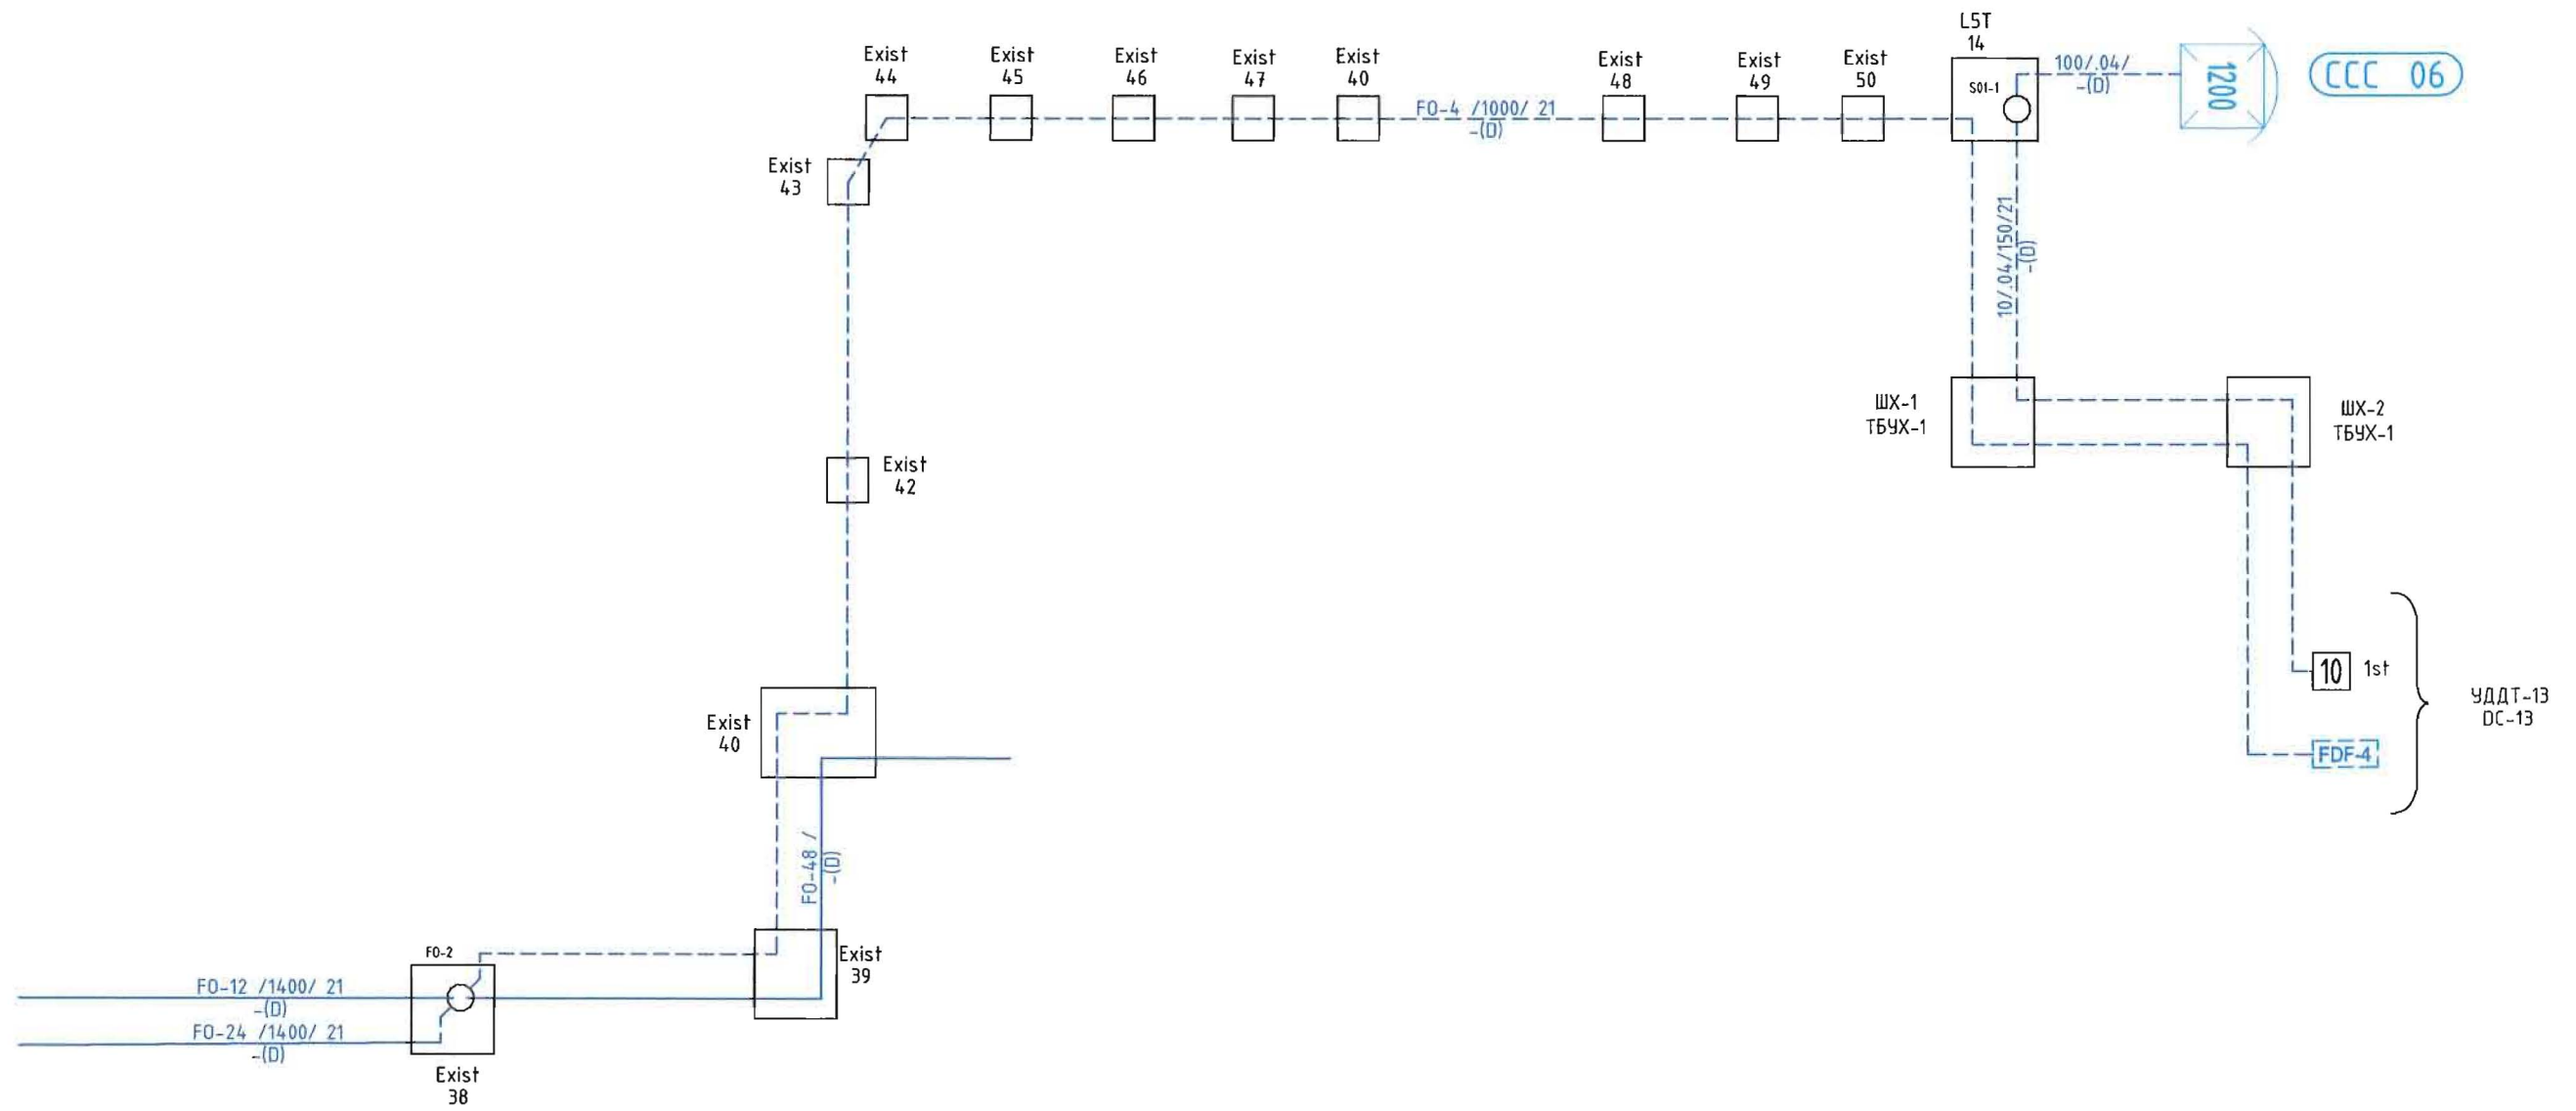 L5T
14
S01-1
100/.04/
-(D)
1200
CCC 06
Exist
44
Exist
45
Exist
46
Exist
47
Exist
40
FO-4 /1000/ 21
-(D)
Exist
48
Exist
49
Exist
50
Exist
43
10/.04/150/21
-(D)
ШХ-1
ТБУХ-1
ШХ-2
ТБУХ-1
Exist
42
10 1st
FDF-4
УДДТ-13
DC-13
Exist
40
FO-48 /
-(D)
Exist
39
FO-2
FO-12 /1400/ 21
-(D)
FO-24 /1400/ 21
-(D)
Exist
38